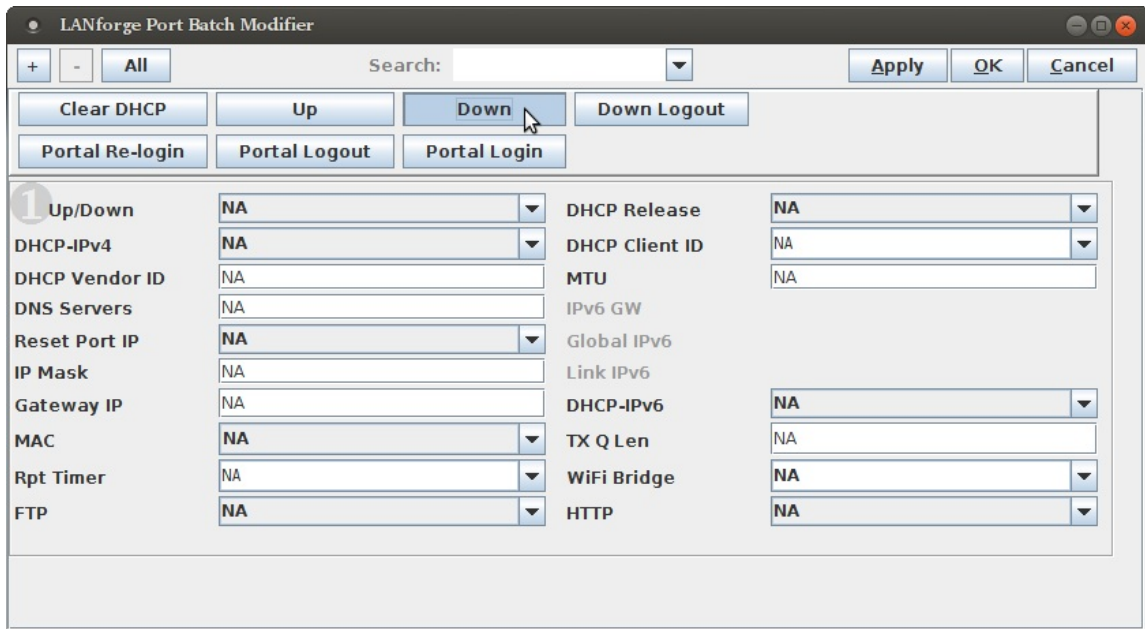 LANforge Port Batch Modifier
+ - All Search: Apply OK Cancel
Clear DHCP Up Down Down Logout
Portal Re-login Portal Logout Portal Login
1 Up/Down NA DHCP Release NA
DHCP-IPv4 NA DHCP Client ID NA
DHCP Vendor ID NA MTU NA
DNS Servers NA IPv6 GW
Reset Port IP NA Global IPv6
IP Mask NA Link IPv6
Gateway IP NA DHCP-IPv6 NA
MAC NA TX Q Len NA
Rpt Timer NA WiFi Bridge NA
FTP NA HTTP NA